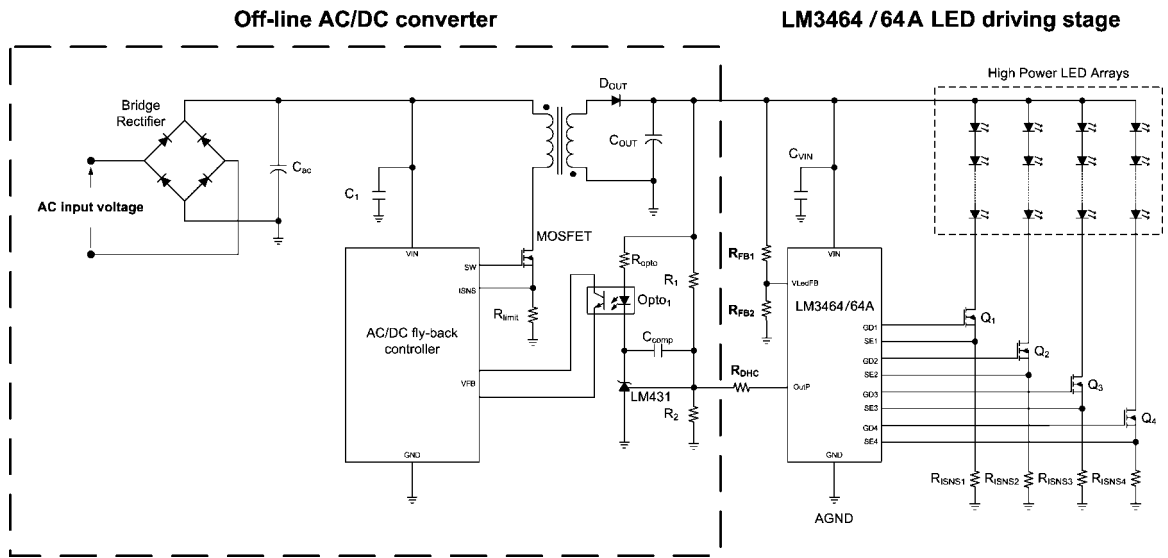 Off-line AC/DC converter
LM3464 / 64A LED driving stage
High Power LED Arrays
Bridge
Rectifier
DOUT
Cac
COUT
CVIN
C1
AC input voltage
MOSFET
VIN
SW
ISNS
Rlimit
Ropto
Opto1
R1
RFB1
RFB2
VIN
VLedFB
LM3464/64A
AC/DC fly-back
controller
Ccomp
VFB
LM431
R2
RDHC
OutP
GD1
SE1
GD2
SE2
GD3
SE3
GD4
SE4
Q1
Q2
Q3
Q4
GND
GND
RISNS1
RISNS2
RISNS3
RISNS4
AGND